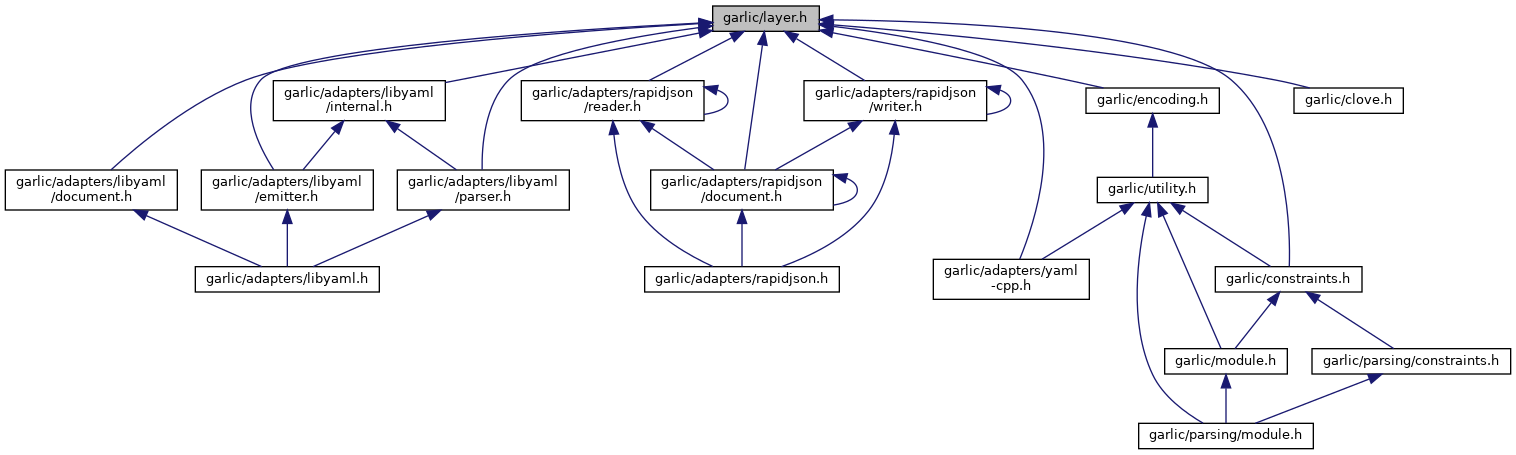 garlic/layer.h
garlic/adapters/libyaml
/internal.h
garlic/adapters/rapidjson
/reader.h
garlic/adapters/rapidjson
/writer.h
garlic/encoding.h
garlic/clove.h
garlic/adapters/libyaml
/document.h
garlic/adapters/libyaml
/emitter.h
garlic/adapters/libyaml
/parser.h
garlic/adapters/rapidjson
/document.h
garlic/utility.h
garlic/adapters/libyaml.h
garlic/adapters/rapidjson.h
garlic/adapters/yaml
-cpp.h
garlic/constraints.h
garlic/module.h
garlic/parsing/constraints.h
garlic/parsing/module.h